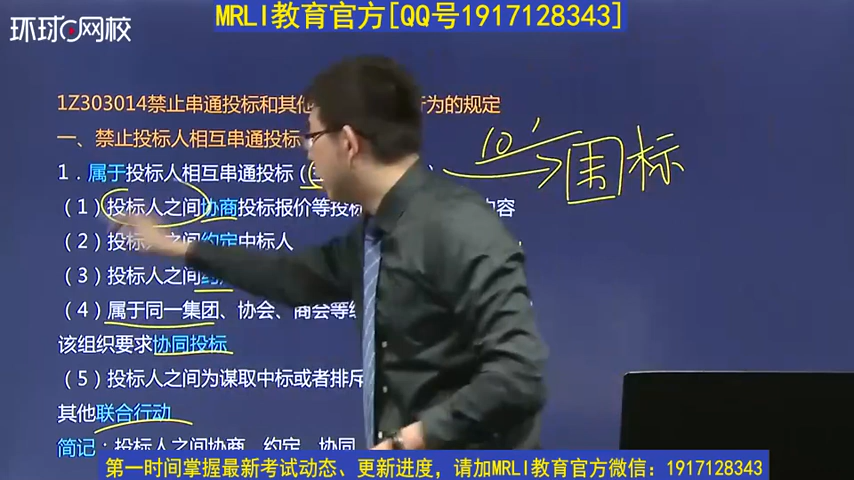 MRLI教育官方[QQ号1917128343]
环球网校
1Z303014禁止串通投标和其他 行为的规定
一、禁止投标人相互串通投标
10'
围标
1．属于投标人相互串通投标（
（1）投标人之间协商投标报价等投标 内容
（2）投标人之间约定中标人
（3）投标人之间约
（4）属于同一集团、协会、商会等组
该组织要求协同投标
（5）投标人之间为谋取中标或者排斥
其他联合行动
简记：投标人之间协商、约定、协同
第一时间掌握最新考试动态、更新进度，请加MRLI教育官方微信：1917128343